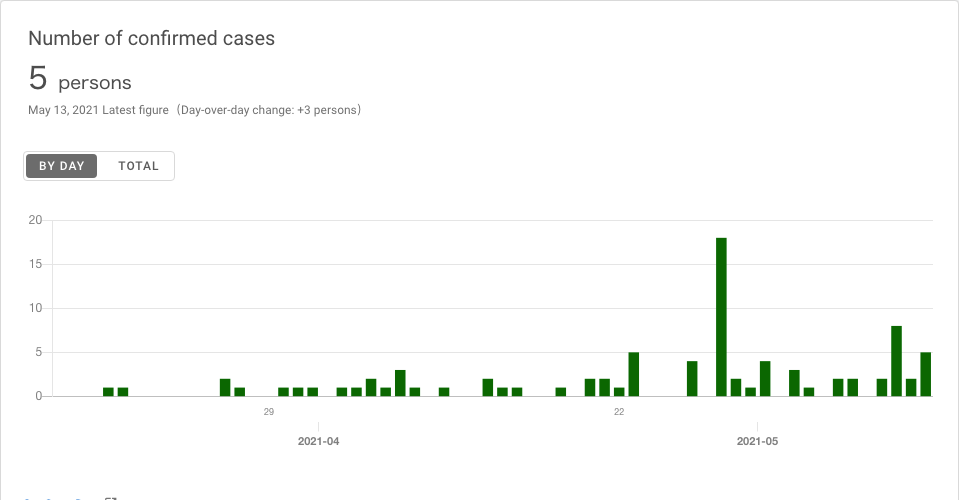 Number of confirmed cases
5 persons
May 13, 2021 Latest figure（Day-over-day change: +3 persons）
BY DAY TOTAL
20
15
10
5
0
29 22
2021-04 2021-05